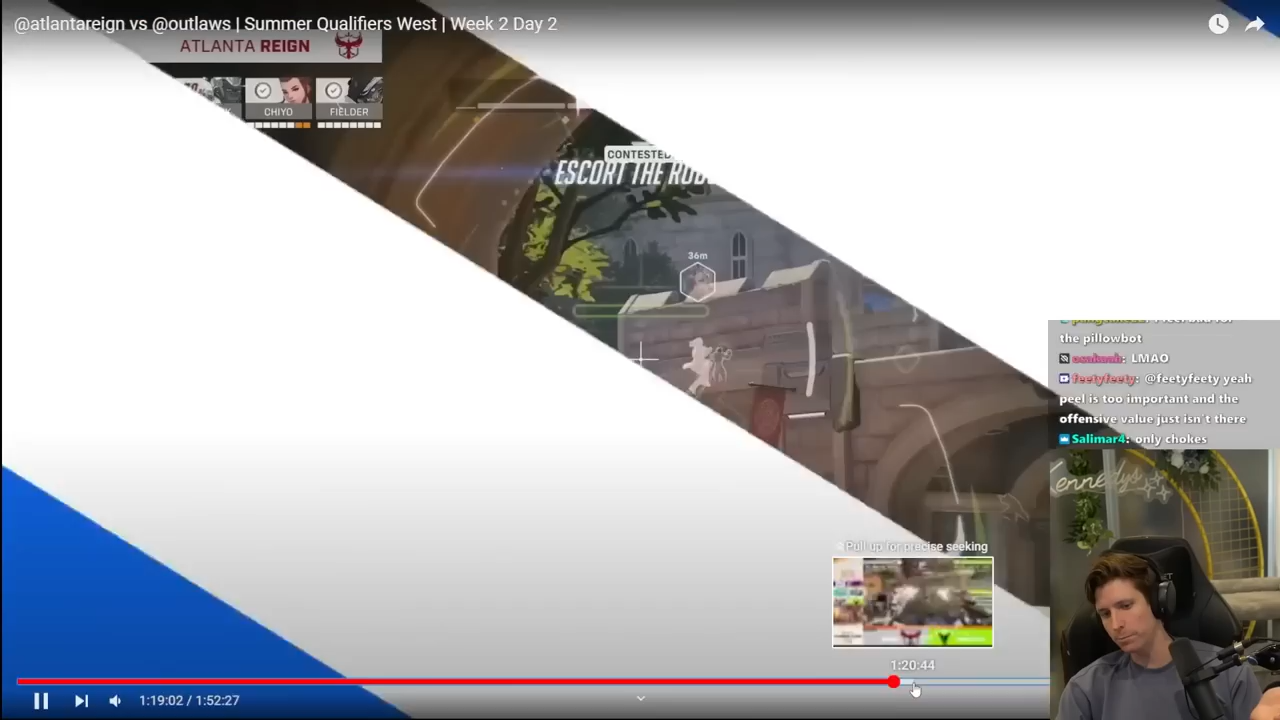 @atlantareign vs @outlaws | Summer Qualifiers West | Week 2 Day 2
ATLANTA REIGN
CHIYO
FIELDER
CONTESTED
ESCORT THE
36m
the pillowbot
: LMAO
feetyfeety: @feetyfeety yeah
peel is too important and the
offensive value just isn't there
Salimar4: only chokes
Kennedys
Pull up for precise seeking
1:20:44
1:19:02 / 1:52:27